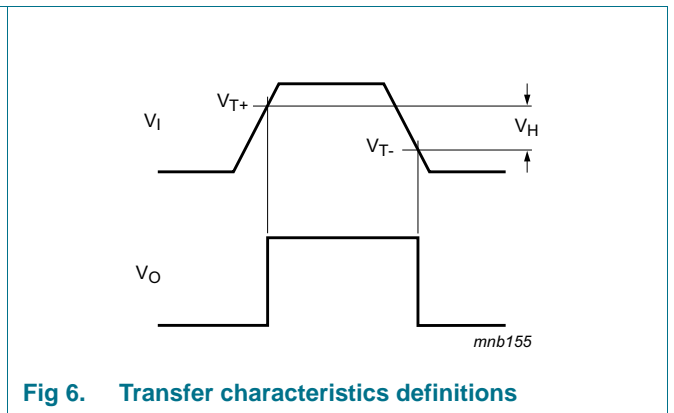 VT+
VI
VH
VT-
VO
mnb155
Fig 6. Transfer characteristics definitions